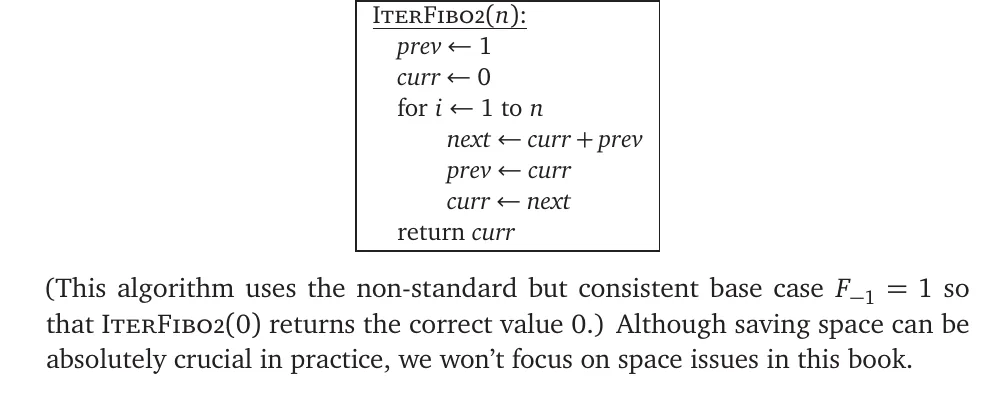 IterFibo2(n):
prev ← 1
curr ← 0
for i ← 1 to n
next ← curr + prev
prev ← curr
curr ← next
return curr
(This algorithm uses the non-standard but consistent base case F₋₁ = 1 so
that IterFibo2(0) returns the correct value 0.) Although saving space can be
absolutely crucial in practice, we won’t focus on space issues in this book.